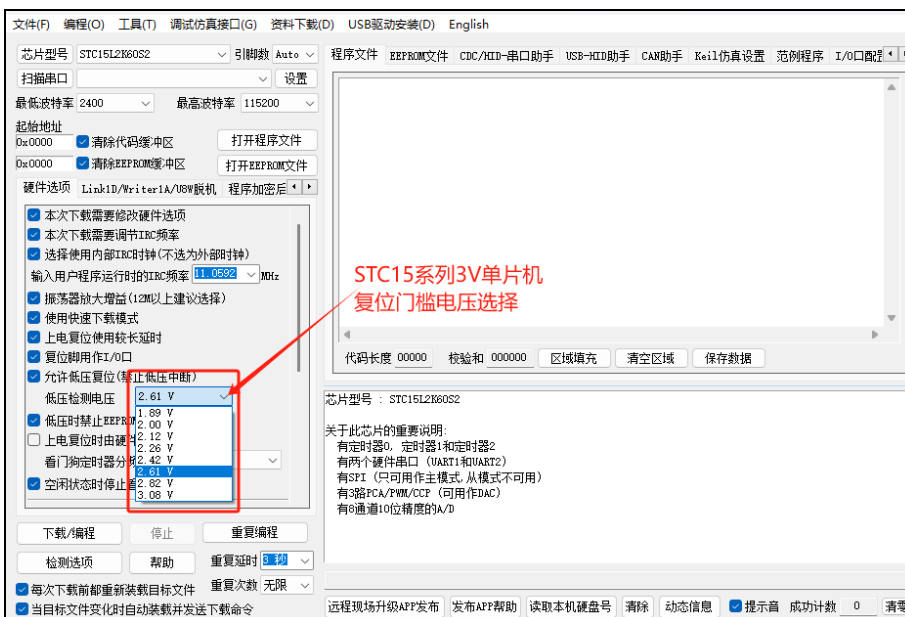 文件(F) 编程(O) 工具(T) 调试仿真接口(G) 资料下载(D) USB驱动安装(D) English
芯片型号 STC15L2K60S2 引脚数 Auto
扫描串口 设置
最低波特率 2400 最高波特率 115200
起始地址
0x0000 清除代码缓冲区 打开程序文件
0x0000 清除EEPROM缓冲区 打开EEPROM文件
硬件选项 Link1D/Writer1A/U8W脱机 程序加密后
本次下载需要修改硬件选项
本次下载需要调节IRC频率
选择使用内部IRC时钟(不选为外部时钟)
输入用户程序运行时的IRC频率 11.0592 MHz
振荡器放大增益(12M以上建议选择)
使用快速下载模式
上电复位使用较长延时
复位脚用作I/O口
允许低压复位(禁止低压中断)
低压检测电压 2.61 V
1.89 V
2.00 V
2.12 V
2.26 V
2.42 V
2.61 V
2.82 V
3.08 V
低压时禁止EEPROM
上电复位时由硬件
看门狗定时器分频
空闲状态时停止看
下载/编程 停止 重复编程
检测选项 帮助 重复延时 3 秒
每次下载前都重新装载目标文件 重复次数 无限
当目标文件变化时自动装载并发送下载命令
程序文件 EEPROM文件 CDC/HID-串口助手 USB-HID助手 CAN助手 Keil仿真设置 范例程序 I/O口配
STC15系列3V单片机
复位门槛电压选择
代码长度 00000 校验和 000000 区域填充 清空区域 保存数据
芯片型号 : STC15L2K60S2
关于此芯片的重要说明:
有定时器0, 定时器1和定时器2
有两个硬件串口 (UART1和UART2)
有SPI (只可用作主模式,从模式不可用)
有3路PCA/PWM/CCP (可用作DAC)
有8通道10位精度的A/D
远程现场升级APP发布 发布APP帮助 读取本机硬盘号 清除 动态信息 提示音 成功计数 0 清零